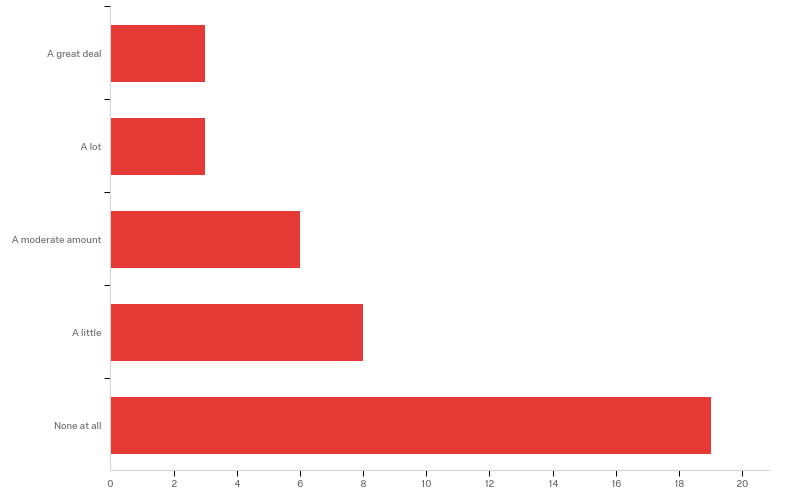 A great deal
A lot
A moderate amount
A little
None at all
0 2 4 6 8 10 12 14 16 18 20